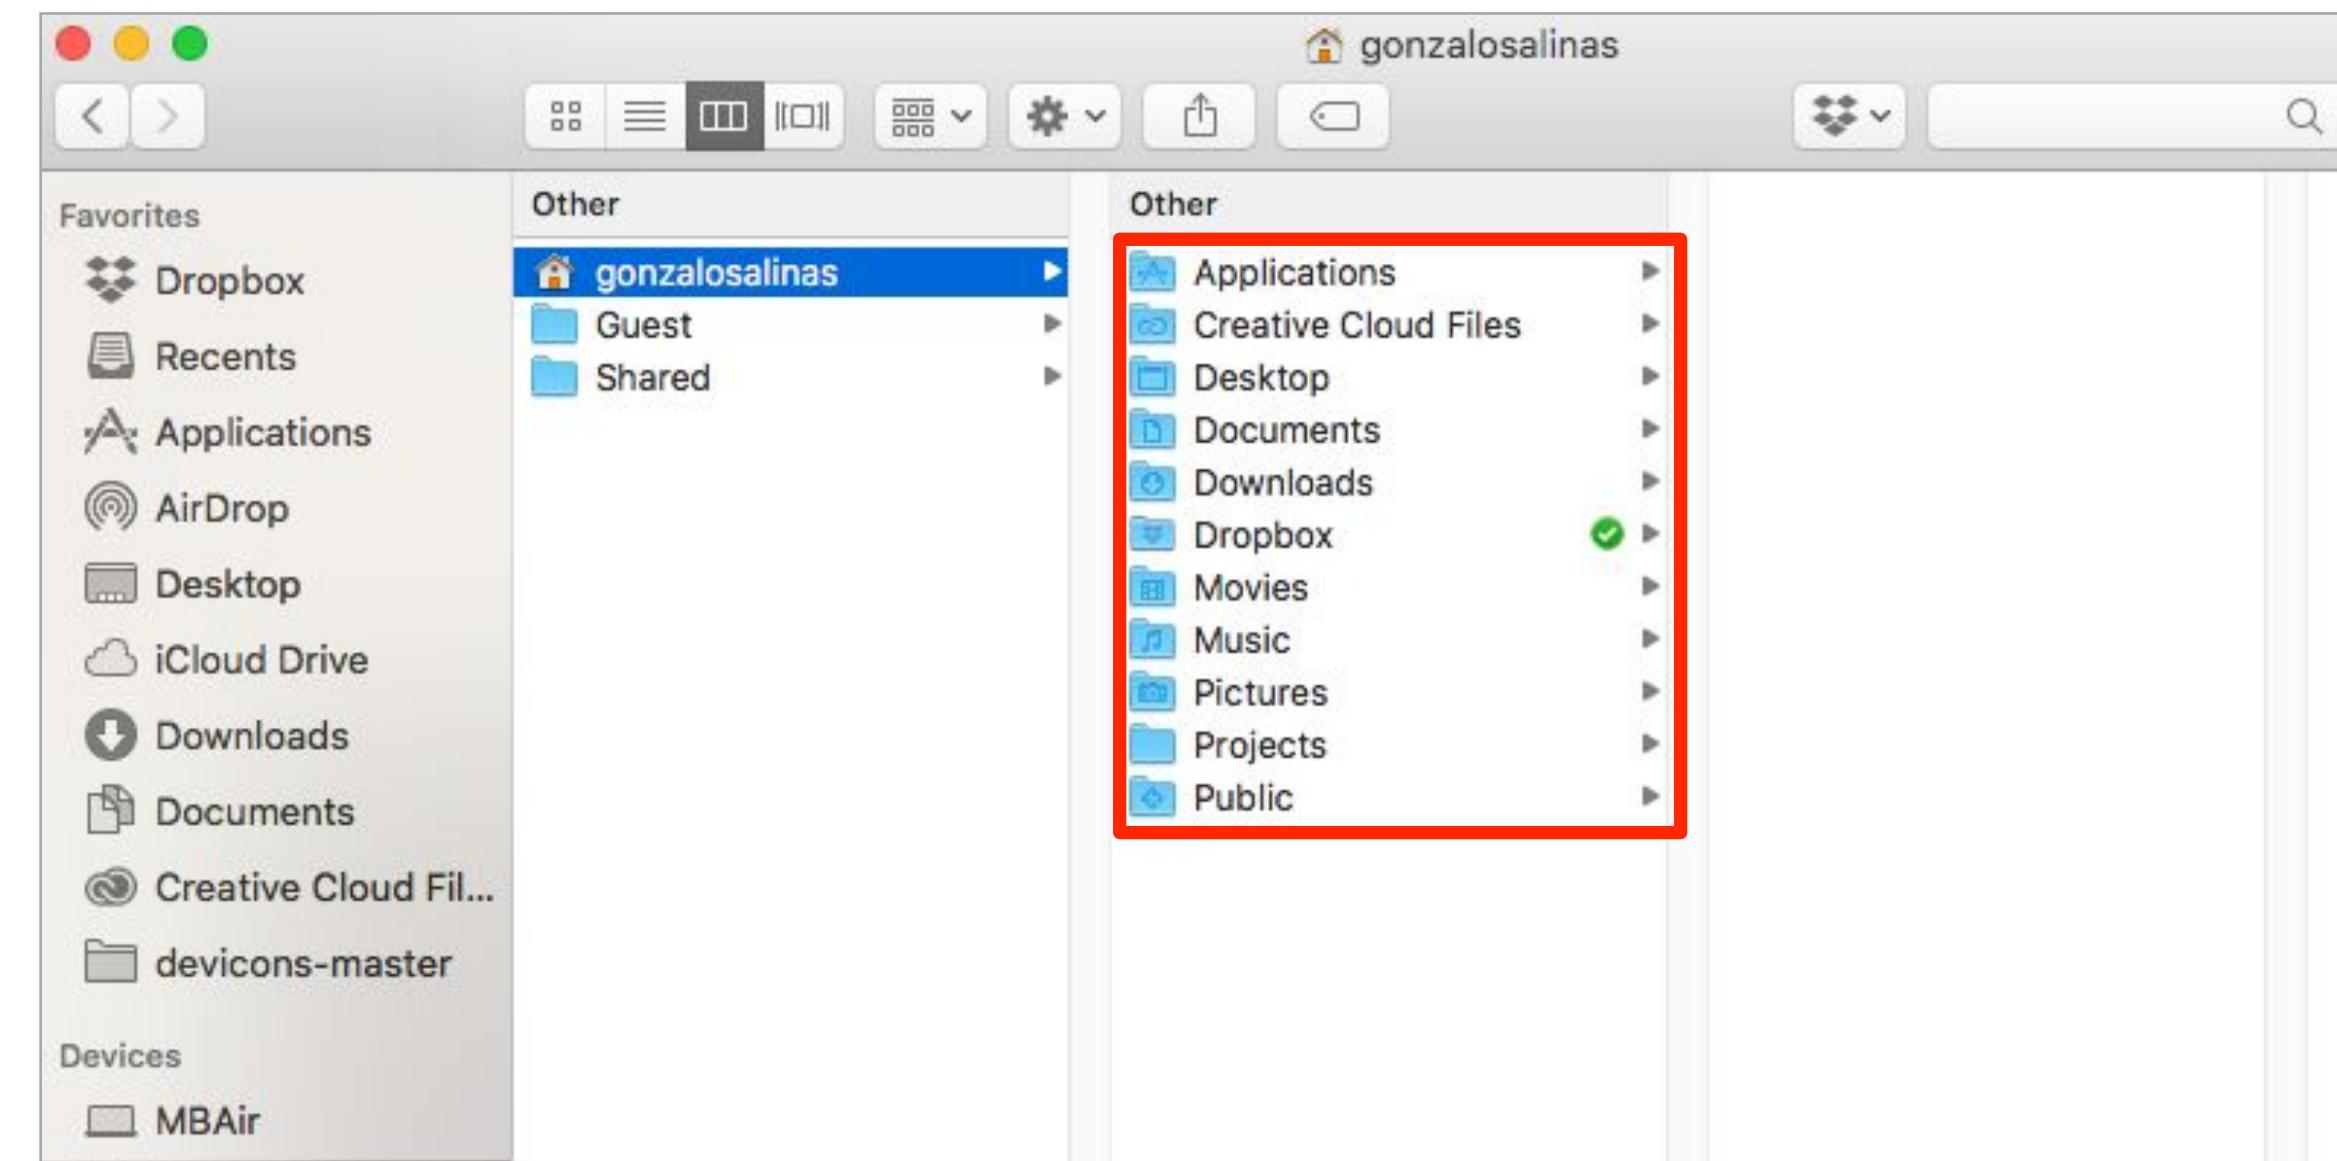 gonzalosalinas
Favorites
Dropbox
Recents
Applications
AirDrop
Desktop
iCloud Drive
Downloads
Documents
Creative Cloud Fil...
devicons-master
Devices
MBAir
Other
gonzalosalinas
Guest
Shared
Other
Applications
Creative Cloud Files
Desktop
Documents
Downloads
Dropbox
Movies
Music
Pictures
Projects
Public